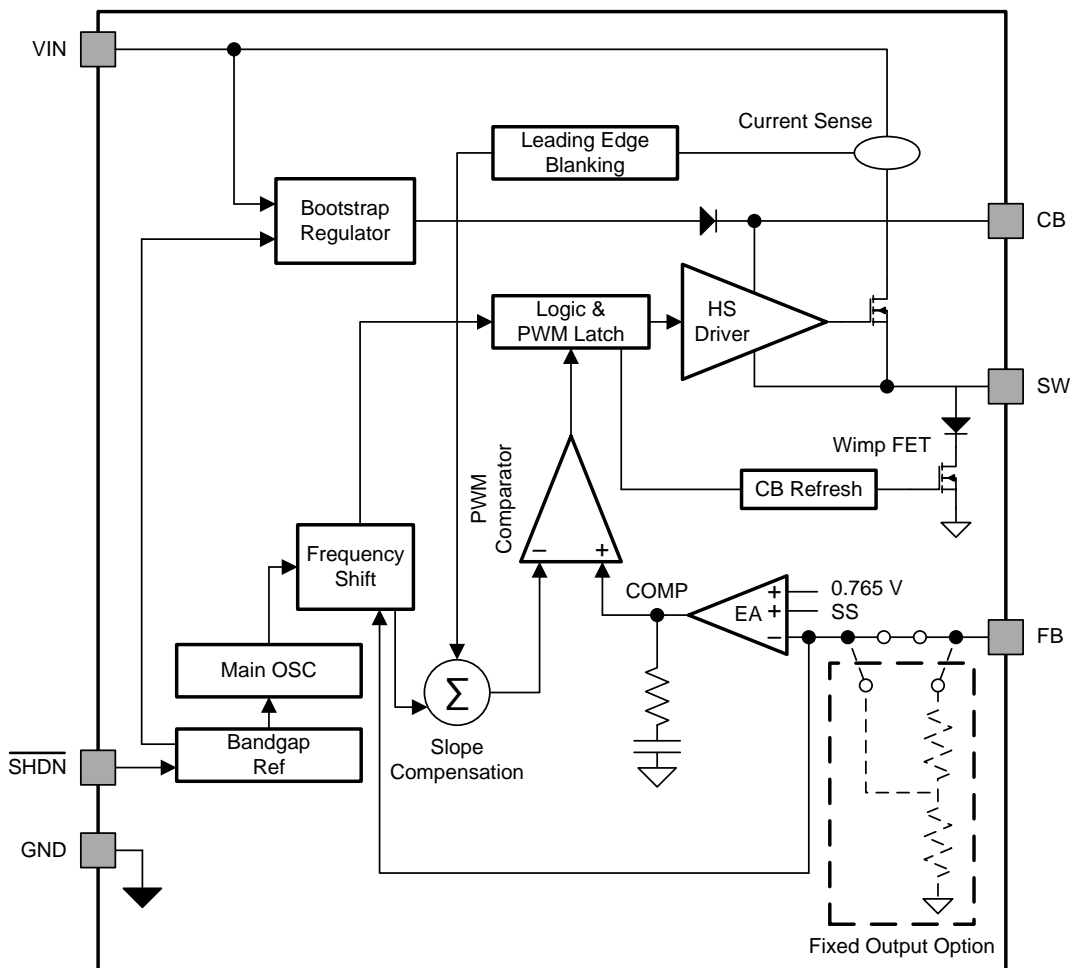 VIN
Current Sense
Leading Edge
Blanking
Bootstrap
Regulator
CB
Logic &
PWM Latch
HS
Driver
SW
Wimp FET
PWM
Comparator
CB Refresh
Frequency
Shift
– +
COMP
EA
+
+
–
0.765 V
SS
FB
Main OSC
Σ
Slope
Compensation
Bandgap
Ref
SHDN
GND
Fixed Output Option